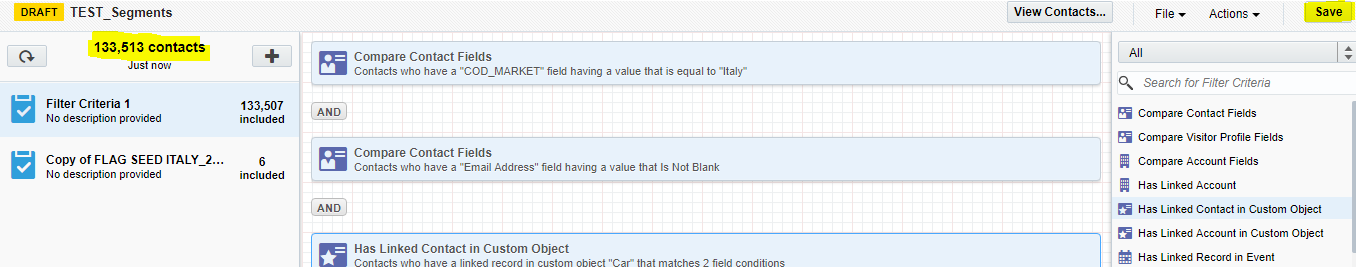 DRAFT TEST_Segments
View Contacts...
File
Actions
Save
133,513 contacts
Just now
Filter Criteria 1
No description provided
133,507
included
Copy of FLAG SEED ITALY_2...
No description provided
6
included
Compare Contact Fields
Contacts who have a "COD_MARKET" field having a value that is equal to "Italy"
AND
Compare Contact Fields
Contacts who have a "Email Address" field having a value that Is Not Blank
AND
Has Linked Contact in Custom Object
Contacts who have a linked record in custom object "Car" that matches 2 field conditions
All
Search for Filter Criteria
Compare Contact Fields
Compare Visitor Profile Fields
Compare Account Fields
Has Linked Account
Has Linked Contact in Custom Object
Has Linked Account in Custom Object
Has Linked Record in Event